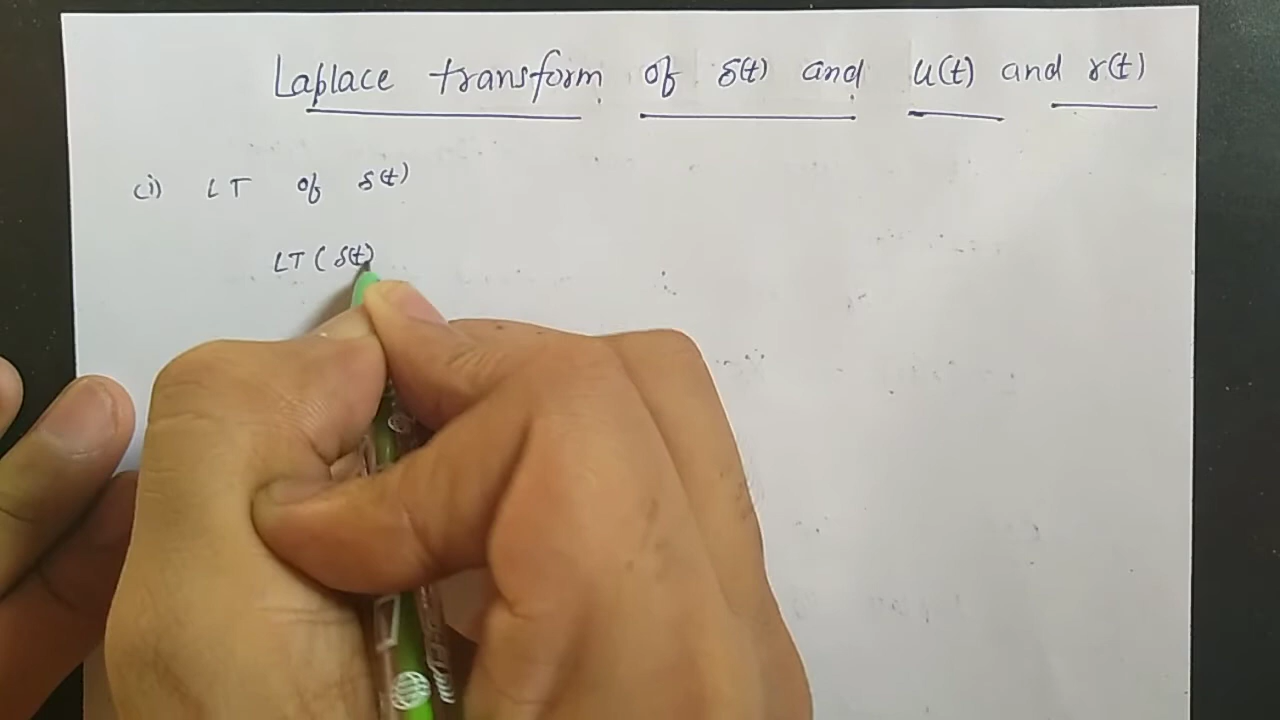 Laplace transform of δ(t) and u(t) and r(t)
(i) LT of δ(t)
LT ( δ(t)